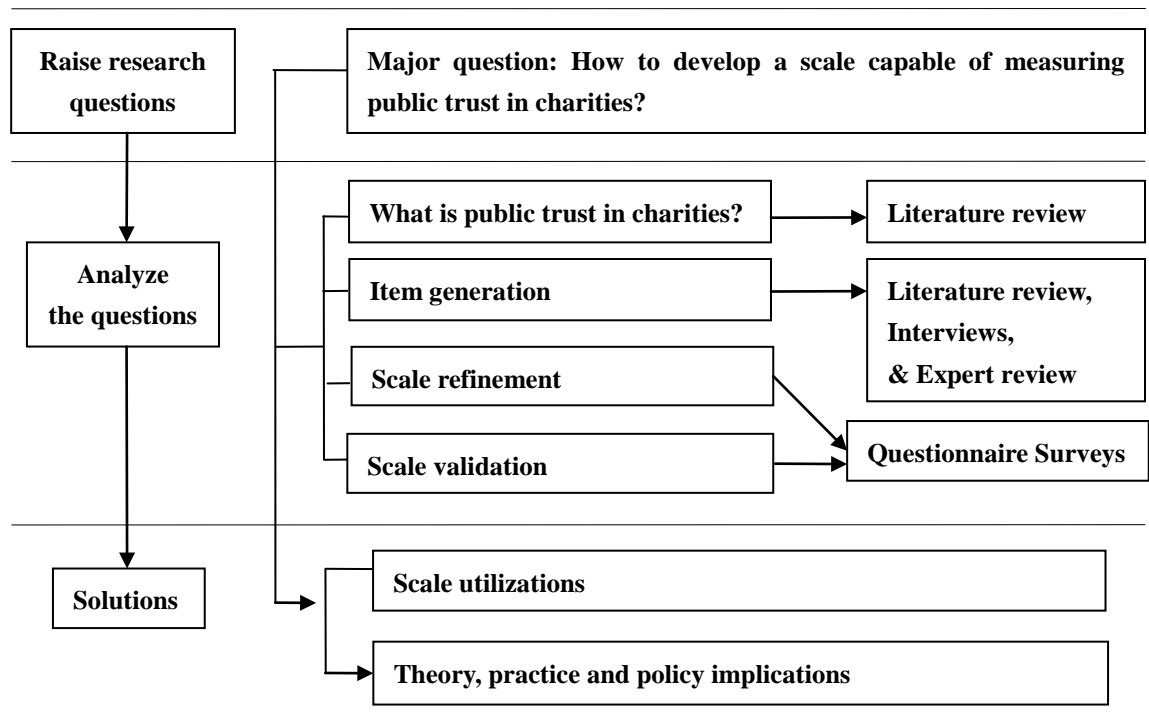 Raise research
questions
Major question: How to develop a scale capable of measuring
public trust in charities?
Analyze
the questions
What is public trust in charities?
Literature review
Item generation
Literature review,
Interviews,
& Expert review
Scale refinement
Scale validation
Questionnaire Surveys
Solutions
Scale utilizations
Theory, practice and policy implications